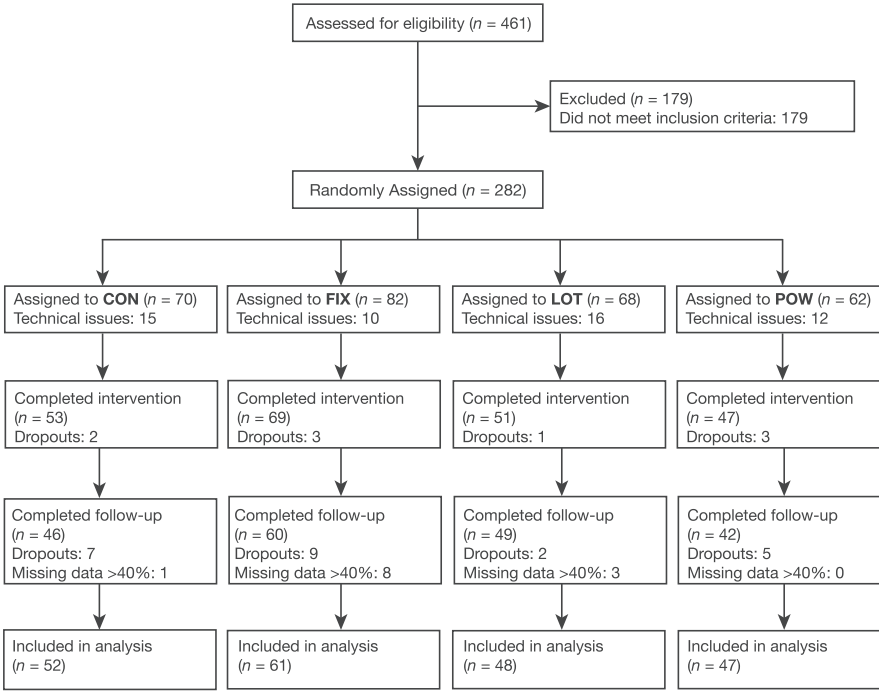 Assessed for eligibility (n = 461)
Excluded (n = 179)
Did not meet inclusion criteria: 179
Randomly Assigned (n = 282)
Assigned to CON (n = 70)
Technical issues: 15
Assigned to FIX (n = 82)
Technical issues: 10
Assigned to LOT (n = 68)
Technical issues: 16
Assigned to POW (n = 62)
Technical issues: 12
Completed intervention
(n = 53)
Dropouts: 2
Completed intervention
(n = 69)
Dropouts: 3
Completed intervention
(n = 51)
Dropouts: 1
Completed intervention
(n = 47)
Dropouts: 3
Completed follow-up
(n = 46)
Dropouts: 7
Missing data >40%: 1
Completed follow-up
(n = 60)
Dropouts: 9
Missing data >40%: 8
Completed follow-up
(n = 49)
Dropouts: 2
Missing data >40%: 3
Completed follow-up
(n = 42)
Dropouts: 5
Missing data >40%: 0
Included in analysis
(n = 52)
Included in analysis
(n = 61)
Included in analysis
(n = 48)
Included in analysis
(n = 47)